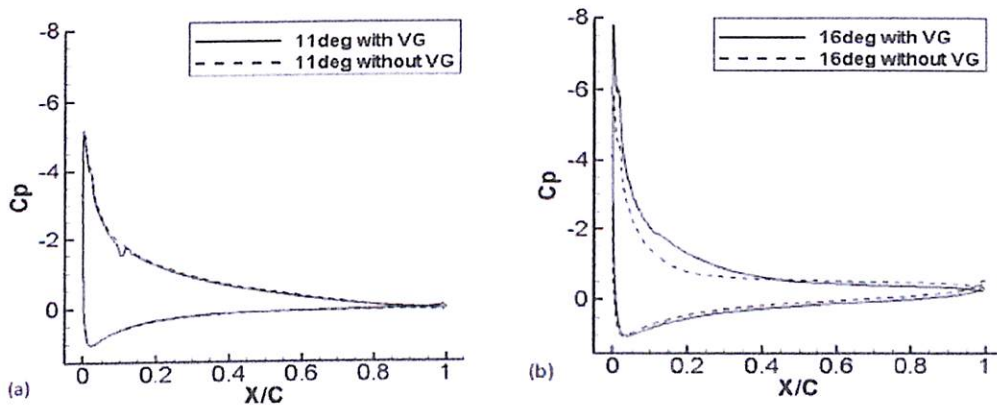 -8
-6
-4
-2
0
Cp
11deg with VG
11deg without VG
0
0.2
0.4
0.6
0.8
1
X/C
(a)
-8
-6
-4
-2
0
Cp
16deg with VG
16deg without VG
0
0.2
0.4
0.6
0.8
1
X/C
(b)